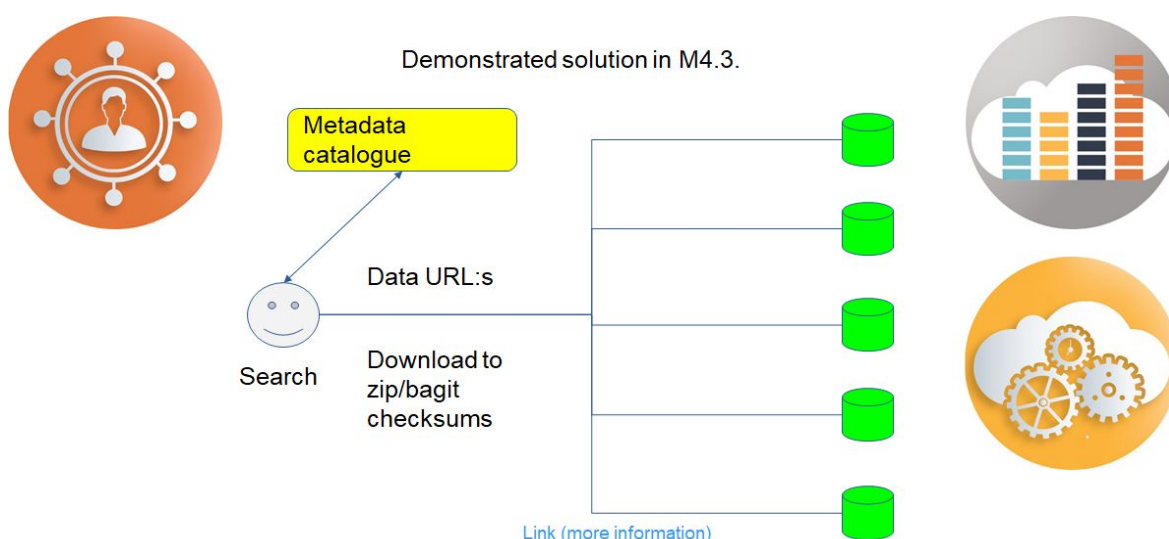 Demonstrated solution in M4.3.
Metadata
catalogue
Data URL:s
Search
Download to
zip/bagit
checksums
Link (more information)